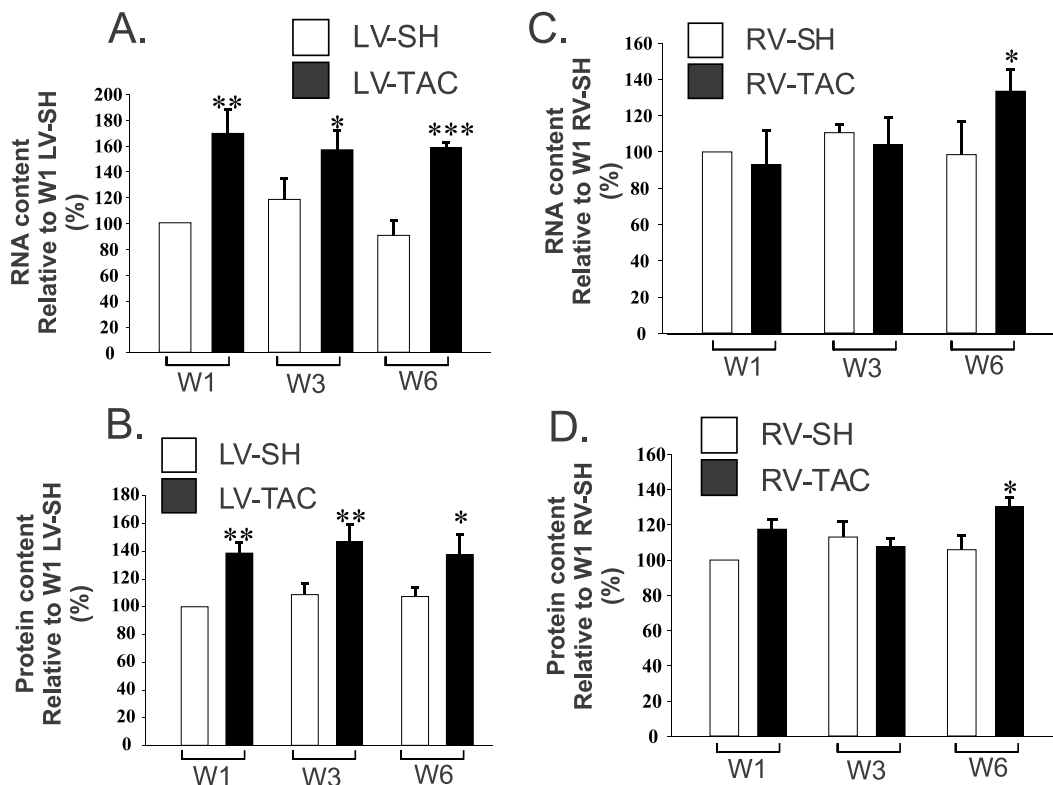 A.
LV-SH
LV-TAC
RNA content
Relative to W1 LV-SH
(%)
200
180
160
140
120
100
80
60
40
20
0
**
*
***
W1
W3
W6
C.
RV-SH
RV-TAC
RNA content
Relative to W1 RV-SH
(%)
160
140
120
100
80
60
40
20
0
*
W1
W3
W6
B.
LV-SH
LV-TAC
Protein content
Relative to W1 LV-SH
(%)
180
160
140
120
100
80
60
40
20
0
**
**
*
W1
W3
W6
D.
RV-SH
RV-TAC
Protein content
Relative to W1 RV-SH
(%)
160
140
120
100
80
60
40
20
0
*
W1
W3
W6